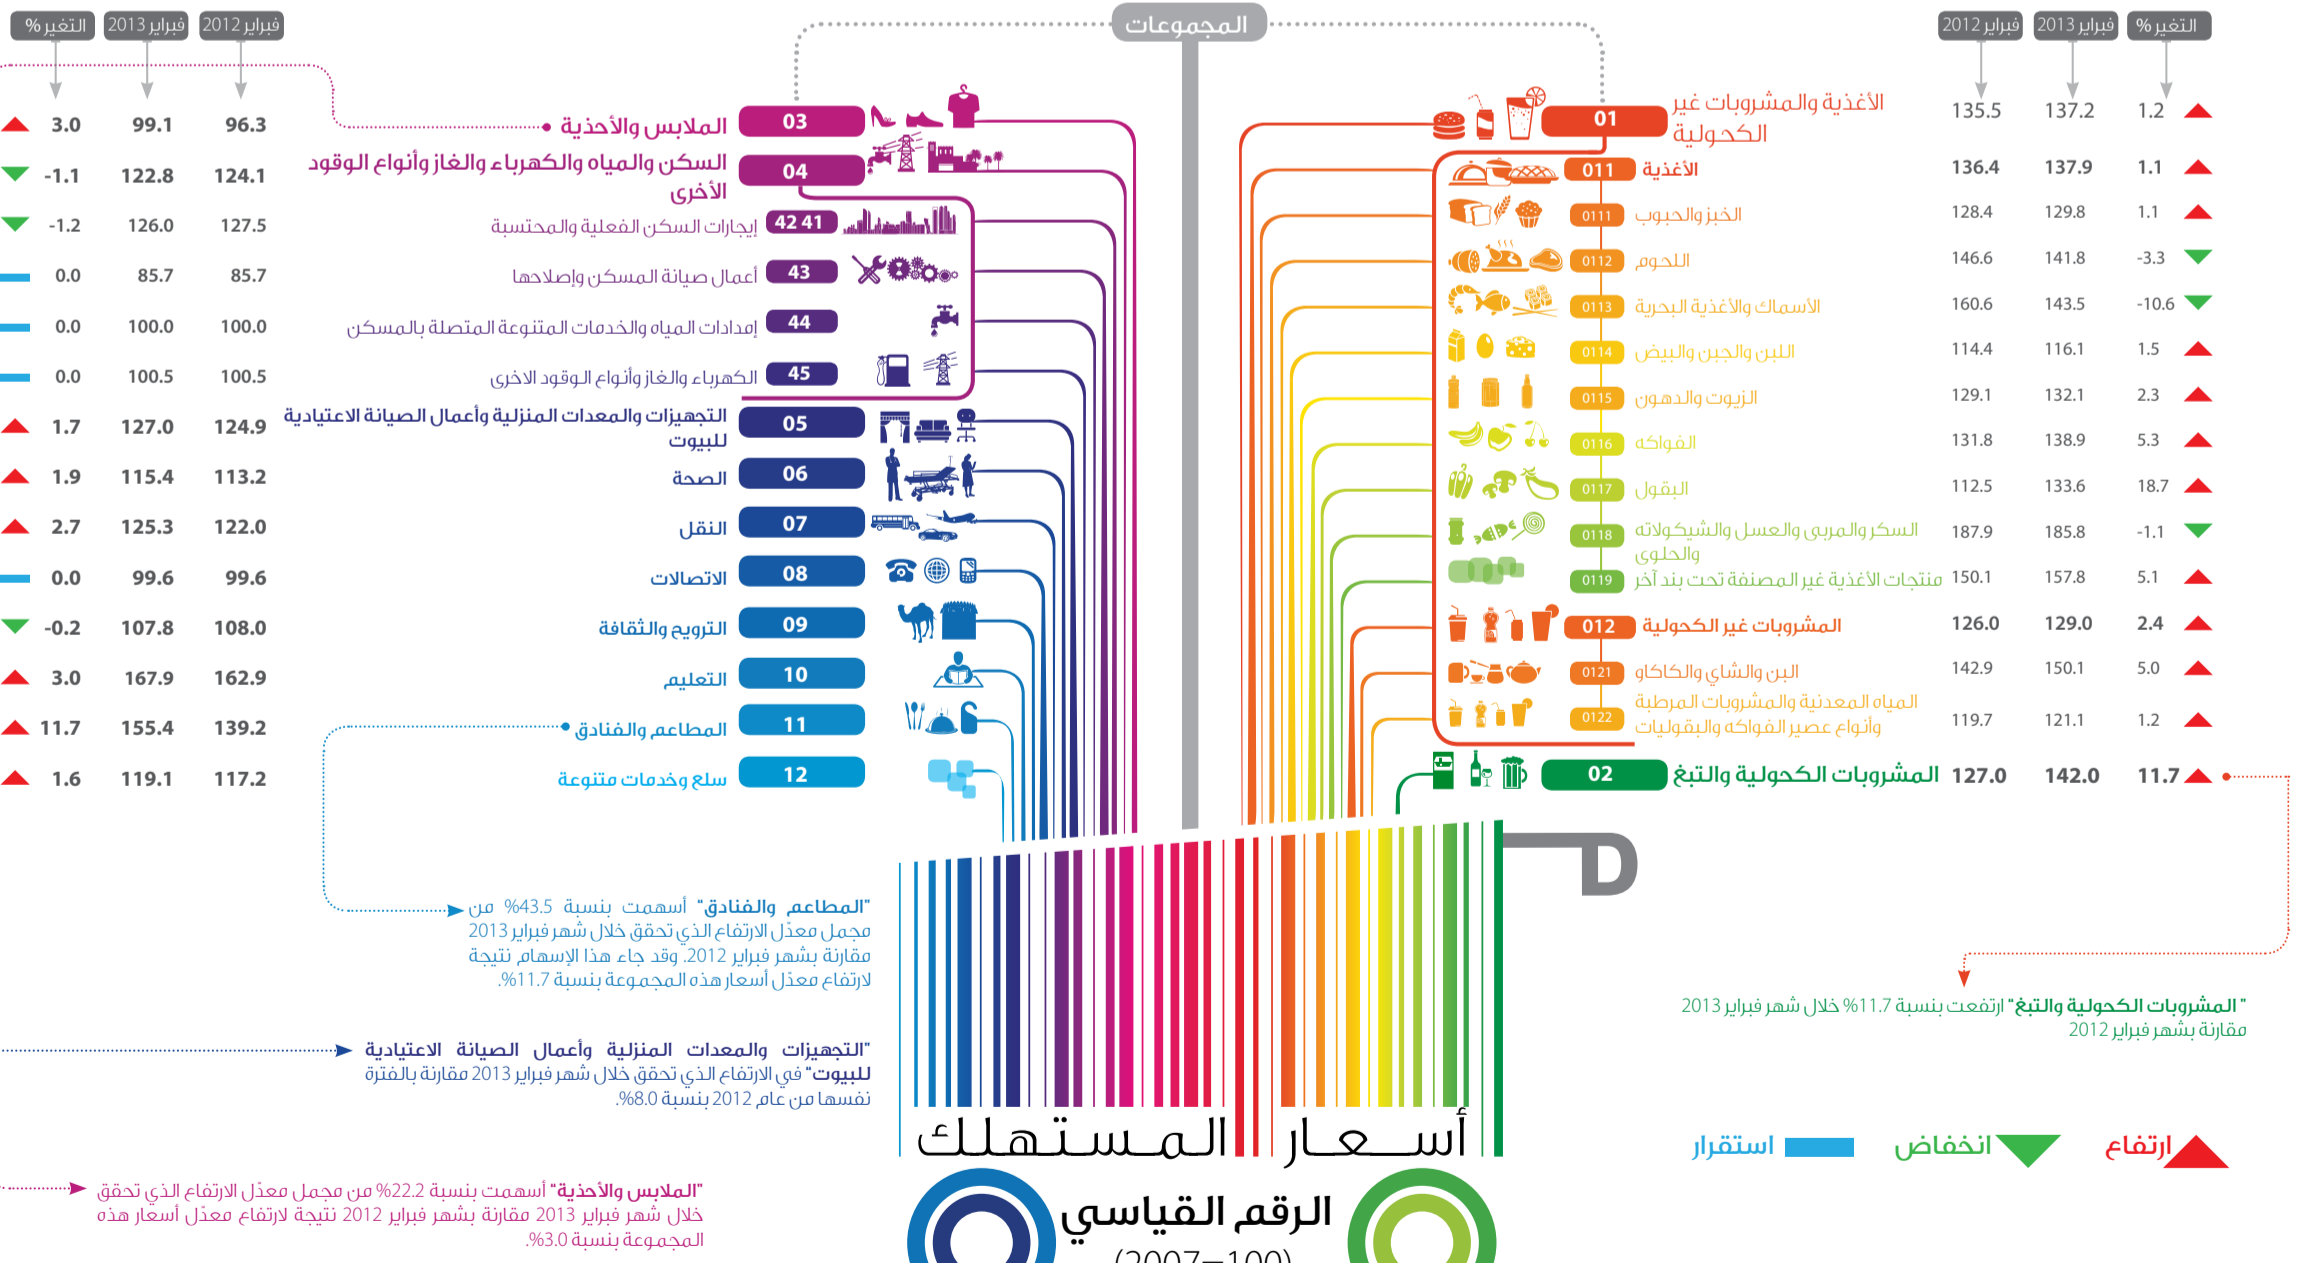 المجموعات
فبراير 2012 فبراير 2013 التغير %
01 الأغذية والمشروبات غير الكحولية 135.5 137.2 1.2
011 الأغذية 136.4 137.9 1.1
0111 الخبز والحبوب 128.4 129.8 1.1
0112 اللحوم 146.6 141.8 -3.3
0113 الأسماك والأغذية البحرية 160.6 143.5 -10.6
0114 اللبن والجبن والبيض 114.4 116.1 1.5
0115 الزيوت والدهون 129.1 132.1 2.3
0116 الفواكه 131.8 138.9 5.3
0117 البقول 112.5 133.6 18.7
0118 السكر والمربى والعسل والشيكولاته والحلوى 187.9 185.8 -1.1
0119 منتجات الأغذية غير المصنفة تحت بند آخر 150.1 157.8 5.1
012 المشروبات غير الكحولية 126.0 129.0 2.4
0121 البن والشاي والكاكاو 142.9 150.1 5.0
0122 المياه المعدنية والمشروبات المرطبة وأنواع عصير الفواكه والبقوليات 119.7 121.1 1.2
02 المشروبات الكحولية والتبغ 127.0 142.0 11.7
فبراير 2012 فبراير 2013 التغير %
03 الملابس والأحذية 96.3 99.1 3.0
04 السكن والمياه والكهرباء والغاز وأنواع الوقود الأخرى 124.1 122.8 -1.1
42 41 إيجارات السكن الفعلية والمحتسبة 127.5 126.0 -1.2
43 أعمال صيانة المسكن وإصلاحها 85.7 85.7 0.0
44 إمدادات المياه والخدمات المتنوعة المتصلة بالمسكن 100.0 100.0 0.0
45 الكهرباء والغاز وأنواع الوقود الاخرى 100.5 100.5 0.0
05 التجهيزات والمعدات المنزلية وأعمال الصيانة الاعتيادية للبيوت 124.9 127.0 1.7
06 الصحة 113.2 115.4 1.9
07 النقل 122.0 125.3 2.7
08 الاتصالات 99.6 99.6 0.0
09 الترويح والثقافة 108.0 107.8 -0.2
10 التعليم 162.9 167.9 3.0
11 المطاعم والفنادق 139.2 155.4 11.7
12 سلع وخدمات متنوعة 117.2 119.1 1.6
D
" المشروبات الكحولية والتبغ" ارتفعت بنسبة 11.7% خلال شهر فبراير 2013
مقارنة بشهر فبراير 2012
"المطاعم والفنادق" أسهمت بنسبة 43.5% من
مجمل معدّل الارتفاع الذي تحقق خلال شهر فبراير 2013
مقارنة بشهر فبراير 2012. وقد جاء هذا الإسهام نتيجة
لارتفاع معدّل أسعار هذه المجموعة بنسبة 11.7%.
"التجهيزات والمعدات المنزلية وأعمال الصيانة الاعتيادية
للبيوت" في الارتفاع الذي تحقق خلال شهر فبراير 2013 مقارنة بالفترة
نفسها من عام 2012 بنسبة 8.0%.
ارتفاع انخفاض استقرار
أسعار المستهلك
"الملابس والأحذية" أسهمت بنسبة 22.2% من مجمل معدّل الارتفاع الذي تحقق
خلال شهر فبراير 2013 مقارنة بشهر فبراير 2012 نتيجة لارتفاع معدّل أسعار هذه
المجموعة بنسبة 3.0%.
الرقم القياسي
(2007=100)